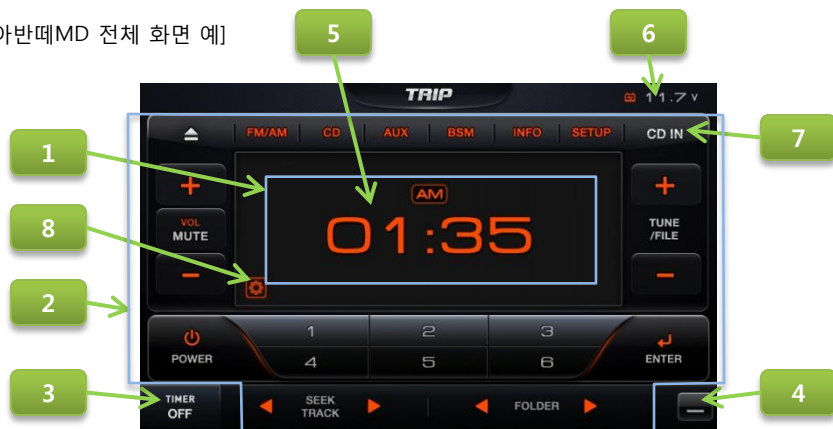 아반떼MD 전체 화면 예]
5
6
TRIP
11.7 V
FM/AM CD AUX BSM INFO SETUP CD IN
7
1
+
+
AM
VOL
MUTE
01:35
TUNE
/FILE
8
−
−
2
POWER
1 2 3
4 5 6
ENTER
3
TIMER
OFF
SEEK
TRACK
FOLDER
4